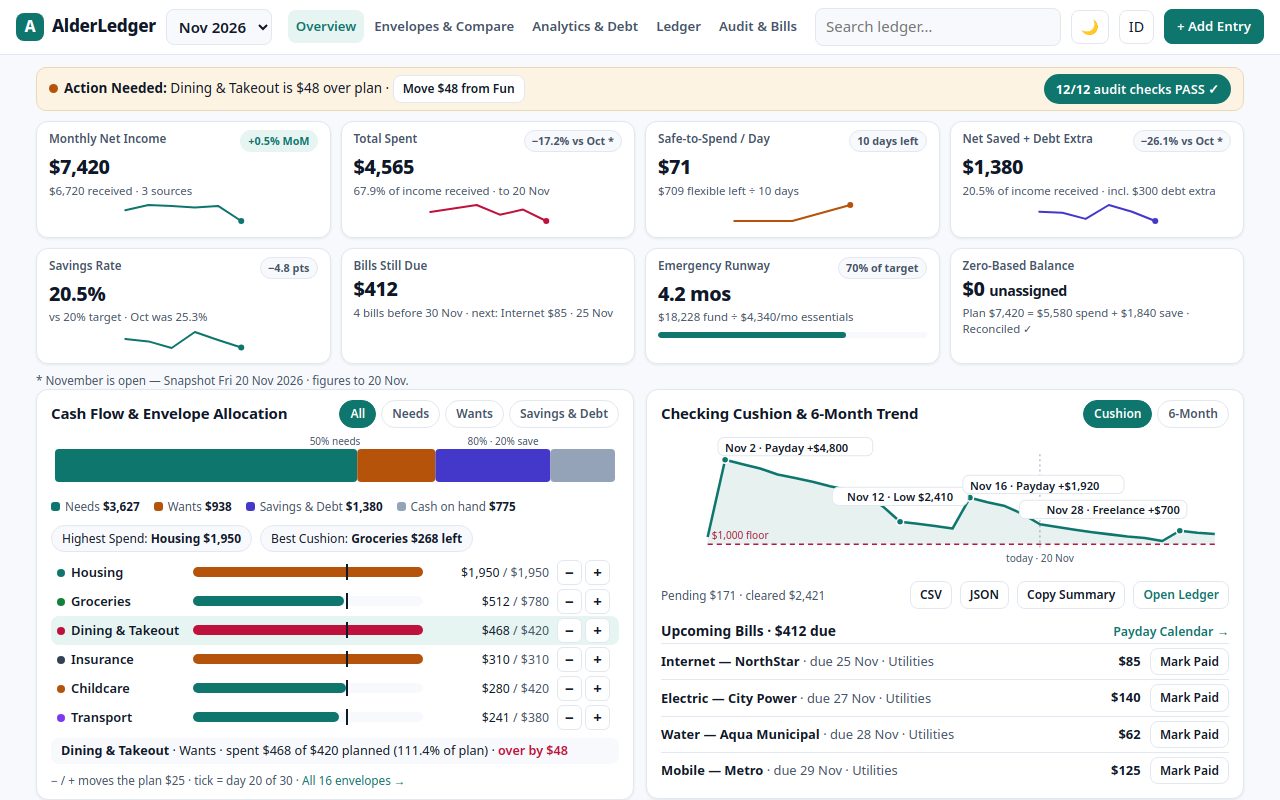 A AlderLedger Nov 2026 Overview Envelopes & Compare Analytics & Debt Ledger Audit & Bills Search ledger... 🌙 ID + Add Entry
Action Needed: Dining & Takeout is $48 over plan · Move $48 from Fun 12/12 audit checks PASS ✓
Monthly Net Income +0.5% MoM
$7,420
$6,720 received · 3 sources
Total Spent −17.2% vs Oct *
$4,565
67.9% of income received · to 20 Nov
Safe-to-Spend / Day 10 days left
$71
$709 flexible left ÷ 10 days
Net Saved + Debt Extra −26.1% vs Oct *
$1,380
20.5% of income received · incl. $300 debt extra
Savings Rate −4.8 pts
20.5%
vs 20% target · Oct was 25.3%
Bills Still Due
$412
4 bills before 30 Nov · next: Internet $85 · 25 Nov
Emergency Runway 70% of target
4.2 mos
$18,228 fund ÷ $4,340/mo essentials
Zero-Based Balance
$0 unassigned
Plan $7,420 = $5,580 spend + $1,840 save ·
Reconciled ✓
* November is open — Snapshot Fri 20 Nov 2026 · figures to 20 Nov.
Cash Flow & Envelope Allocation All Needs Wants Savings & Debt
50% needs 80% · 20% save
Needs $3,627 Wants $938 Savings & Debt $1,380 Cash on hand $775
Highest Spend: Housing $1,950 Best Cushion: Groceries $268 left
Housing $1,950 / $1,950 − +
Groceries $512 / $780 − +
Dining & Takeout $468 / $420 − +
Insurance $310 / $310 − +
Childcare $280 / $420 − +
Transport $241 / $380 − +
Dining & Takeout · Wants · spent $468 of $420 planned (111.4% of plan) · over by $48
− / + moves the plan $25 · tick = day 20 of 30 · All 16 envelopes →
Checking Cushion & 6-Month Trend Cushion 6-Month
Nov 2 · Payday +$4,800
Nov 16 · Payday +$1,920
Nov 12 · Low $2,410
Nov 28 · Freelance +$700
$1,000 floor
today · 20 Nov
Pending $171 · cleared $2,421 CSV JSON Copy Summary Open Ledger
Upcoming Bills · $412 due Payday Calendar →
Internet — NorthStar · due 25 Nov · Utilities $85 Mark Paid
Electric — City Power · due 27 Nov · Utilities $140 Mark Paid
Water — Aqua Municipal · due 28 Nov · Utilities $62 Mark Paid
Mobile — Metro · due 29 Nov · Utilities $125 Mark Paid